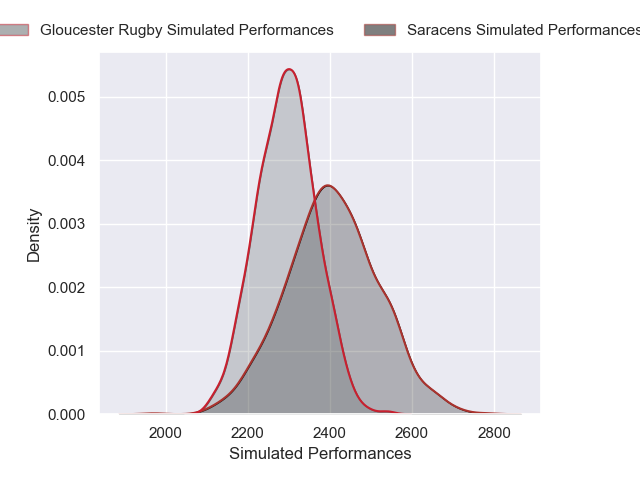 Gloucester Rugby Simulated Performances Saracens Simulated Performances
0.005
0.004
0.003
0.002
0.001
0.000
Density
2000 2200 2400 2600 2800
Simulated Performances